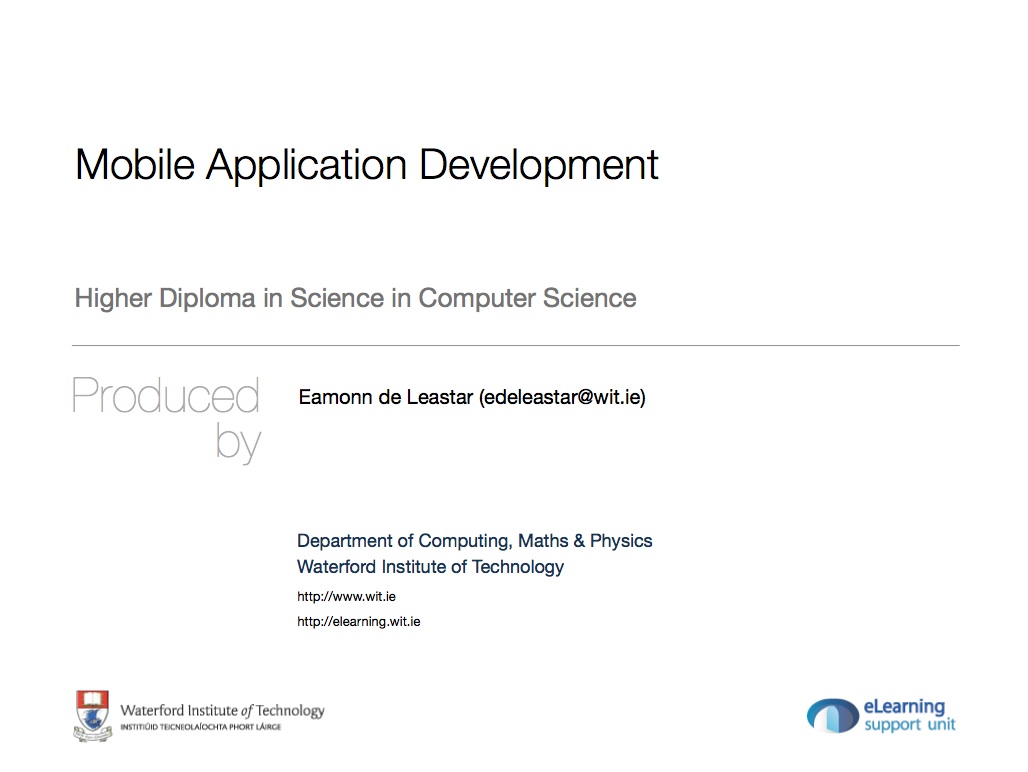 Mobile Application Development
Higher Diploma in Science in Computer Science
Produced
by
Eamonn de Leastar (edeleastar@wit.ie)
Department of Computing, Maths & Physics
Waterford Institute of Technology
http://www.wit.ie
http://elearning.wit.ie
Waterford Institute of Technology
INSTITIÚID TEICNEOLAÍOCHTA PHORT LÁIRGE
eLearning
support unit